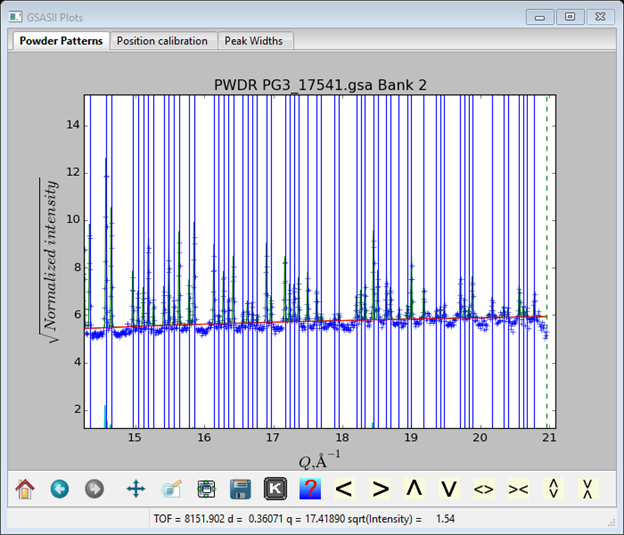 GSASII Plots
Powder Patterns Position calibration Peak Widths
PWDR PG3_17541.gsa Bank 2
14
12
10
8
6
4
2
√Normalized intensity
15 16 17 18 19 20 21
Q,Å⁻¹
K ? < > ʌ v <> ><
TOF = 8151.902 d = 0.36071 q = 17.41890 sqrt(Intensity) = 1.54